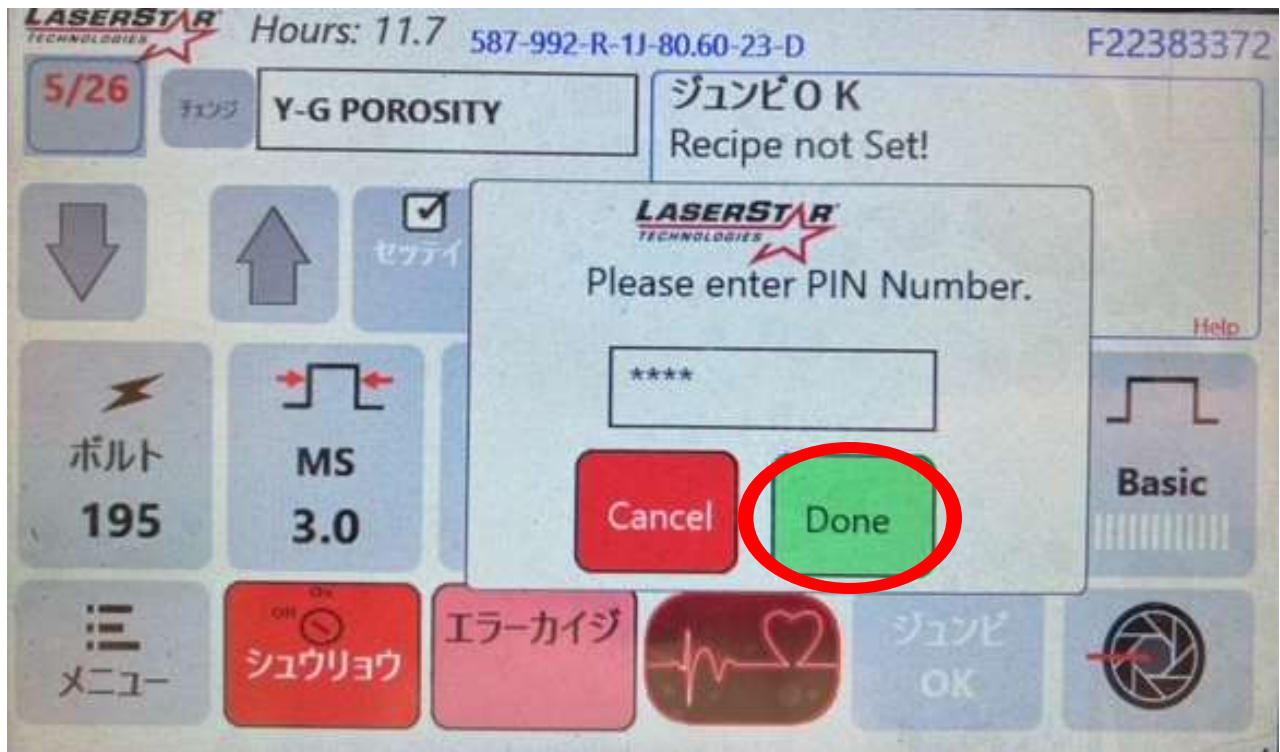 LASERSTAR
TECHNOLOGIES
Hours: 11.7
587-992-R-1J-80.60-23-D
F22383372
5/26
チェンジ
Y-G POROSITY
ジュンビOK
Recipe not Set!
Help
セッテイ
LASERSTAR
TECHNOLOGIES
Please enter PIN Number.
****
Cancel
Done
ボルト
195
MS
3.0
Basic
メニュー
On
Off
シュウリョウ
エラーカイジ
ジュンビ
OK